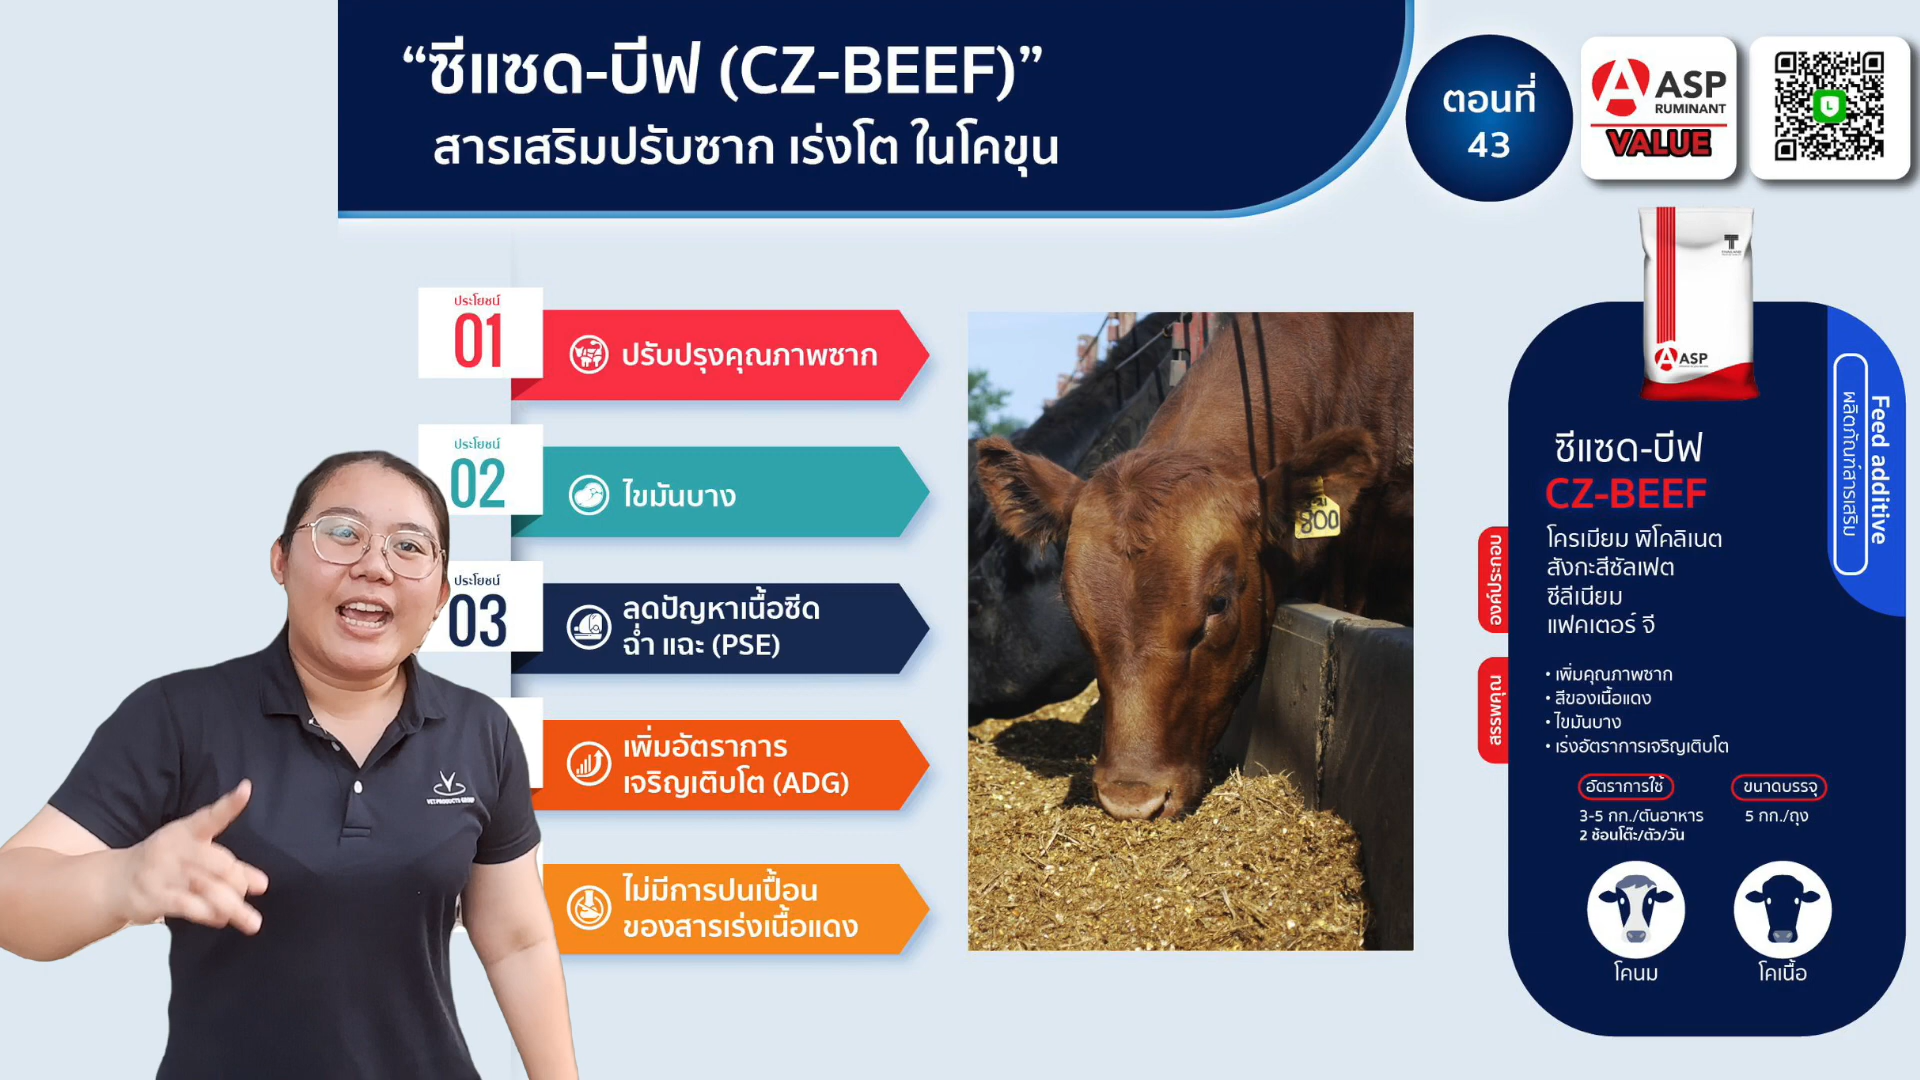 “ซีแซด-บีฟ (CZ-BEEF)”
สารเสริมปรับซาก เร่งโต ในโคขุน
ตอนที่
43
ASP
RUMINANT
VALUE
ประโยชน์
01
ปรับปรุงคุณภาพซาก
ประโยชน์
02
ไขมันบาง
ประโยชน์
03
ลดปัญหาเนื้อซีด
ฉ่ำ แฉะ (PSE)
เพิ่มอัตราการ
เจริญเติบโต (ADG)
ไม่มีการปนเปื้อน
ของสารเร่งเนื้อแดง
VET PRODUCTS GROUP
800
ASP
Feed additive
ผลิตภัณฑ์สารเสริม
ซีแซด-บีฟ
CZ-BEEF
องค์ประกอบ
โครเมียม พิโคลิเนต
สังกะสีซัลเฟต
ซีลีเนียม
แฟคเตอร์ จี
สรรพคุณ
• เพิ่มคุณภาพซาก
• สีของเนื้อแดง
• ไขมันบาง
• เร่งอัตราการเจริญเติบโต
อัตราการใช้
3-5 กก./ตันอาหาร
2 ช้อนโต๊ะ/ตัว/วัน
ขนาดบรรจุ
5 กก./ถุง
โคนม
โคเนื้อ